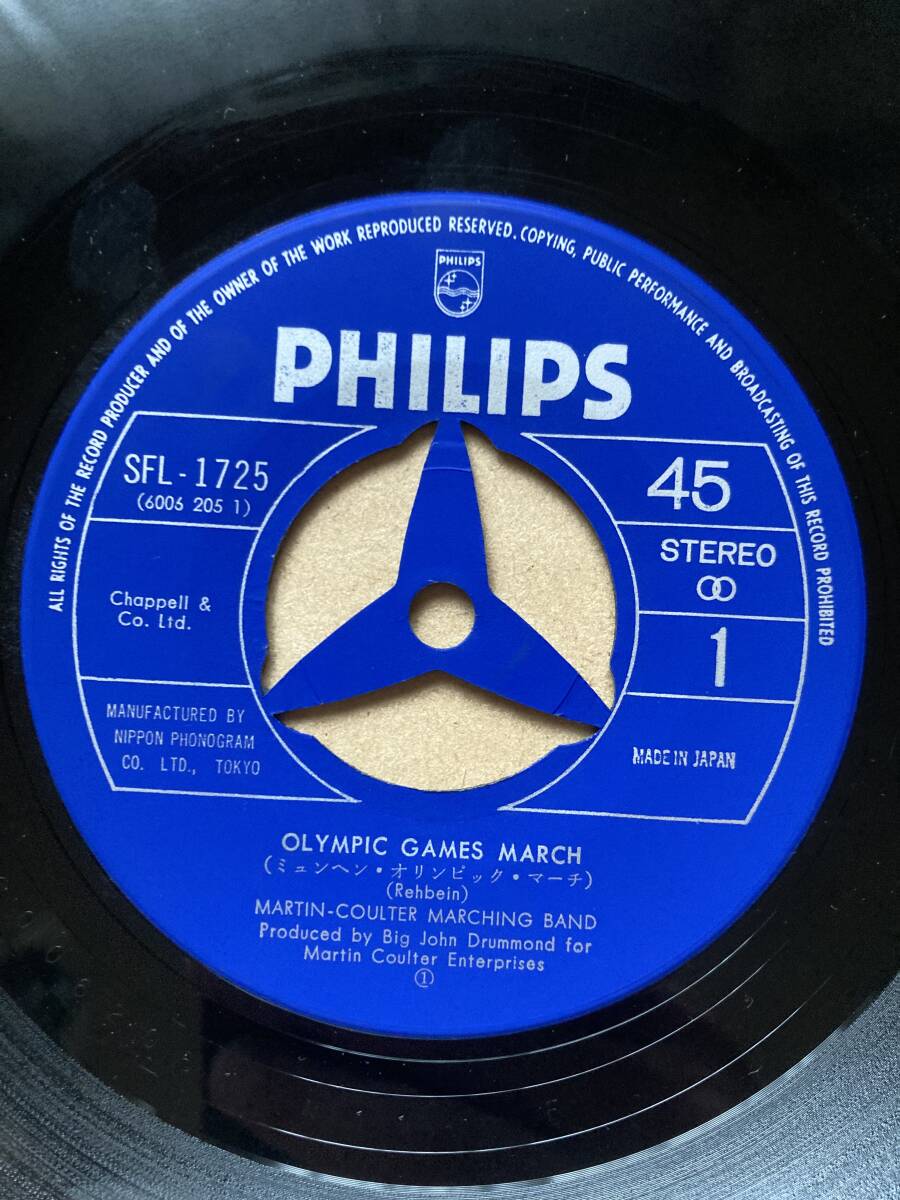 ALL RIGHTS OF THE RECORD PRODUCER AND OF THE OWNER OF THE WORK REPRODUCED RESERVED. COPYING, PUBLIC PERFORMANCE AND BROADCASTING OF THIS RECORD PROHIBITED
PHILIPS
PHILIPS
SFL-1725
(6006 205 1)
Chappell &
Co. Ltd.
MANUFACTURED BY
NIPPON PHONOGRAM
CO. LTD., TOKYO
45
STEREO
1
MADE IN JAPAN
OLYMPIC GAMES MARCH
(ミュンヘン・オリンピック・マーチ)
(Rehbein)
MARTIN-COULTER MARCHING BAND
Produced by Big John Drummond for
Martin Coulter Enterprises
①